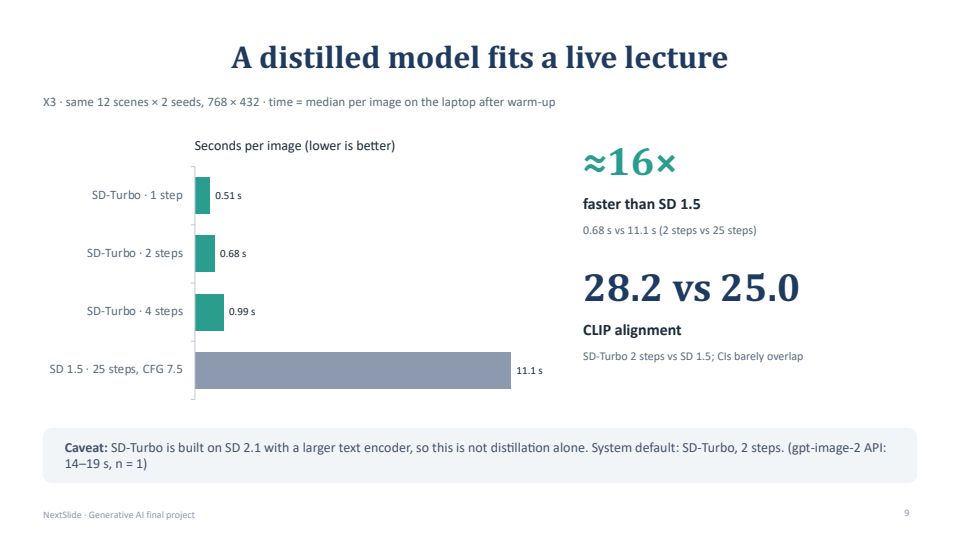 A distilled model fits a live lecture
X3 · same 12 scenes × 2 seeds, 768 × 432 · time = median per image on the laptop after warm-up
Seconds per image (lower is better)
SD-Turbo · 1 step
0.51 s
SD-Turbo · 2 steps
0.68 s
SD-Turbo · 4 steps
0.99 s
SD 1.5 · 25 steps, CFG 7.5
11.1 s
≈16×
faster than SD 1.5
0.68 s vs 11.1 s (2 steps vs 25 steps)
28.2 vs 25.0
CLIP alignment
SD-Turbo 2 steps vs SD 1.5; CIs barely overlap
Caveat: SD-Turbo is built on SD 2.1 with a larger text encoder, so this is not distillation alone. System default: SD-Turbo, 2 steps. (gpt-image-2 API:
14–19 s, n = 1)
NextSlide · Generative AI final project
9